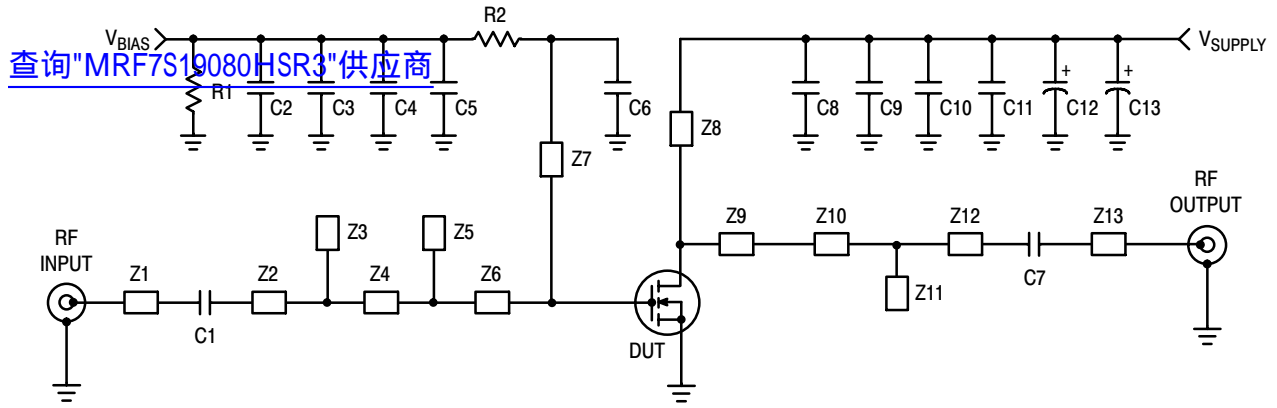 R2
V_BIAS
V_SUPPLY
查询"MRF7S19080HSR3"供应商
R1
C2
C3
C4
C5
C6
C8
C9
C10
C11
+
C12
+
C13
Z8
Z7
RF
OUTPUT
Z3
Z5
Z9
Z10
Z12
Z13
RF
INPUT
Z1
Z2
Z4
Z6
C7
Z11
C1
DUT